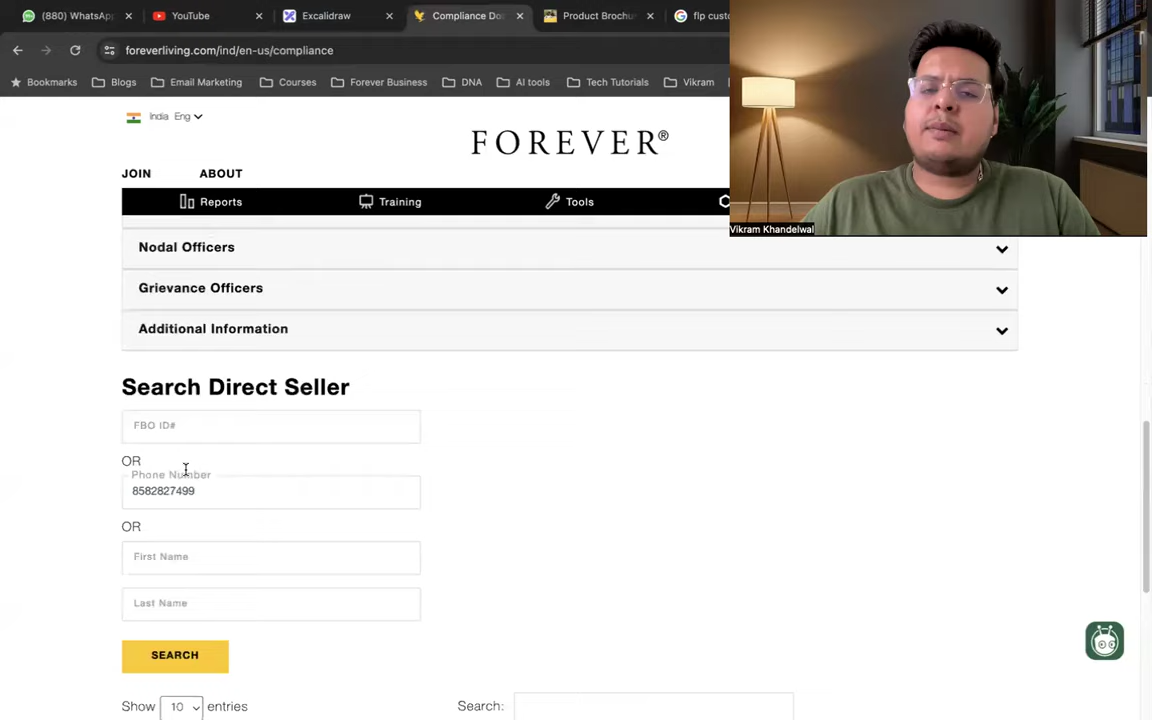 (880) WhatsApp
YouTube
Excalidraw
Compliance Do
Product Brochu
flp cust
foreverliving.com/ind/en-us/compliance
Bookmarks
Blogs
Email Marketing
Courses
Forever Business
DNA
AI tools
Tech Tutorials
Vikram
India Eng
FOREVER®
JOIN
ABOUT
Reports
Training
Tools
Vikram Khandelwal
Nodal Officers
Grievance Officers
Additional Information
Search Direct Seller
FBO ID#
OR
Phone Number
8582827499
OR
First Name
Last Name
SEARCH
Show 10 entries
Search: